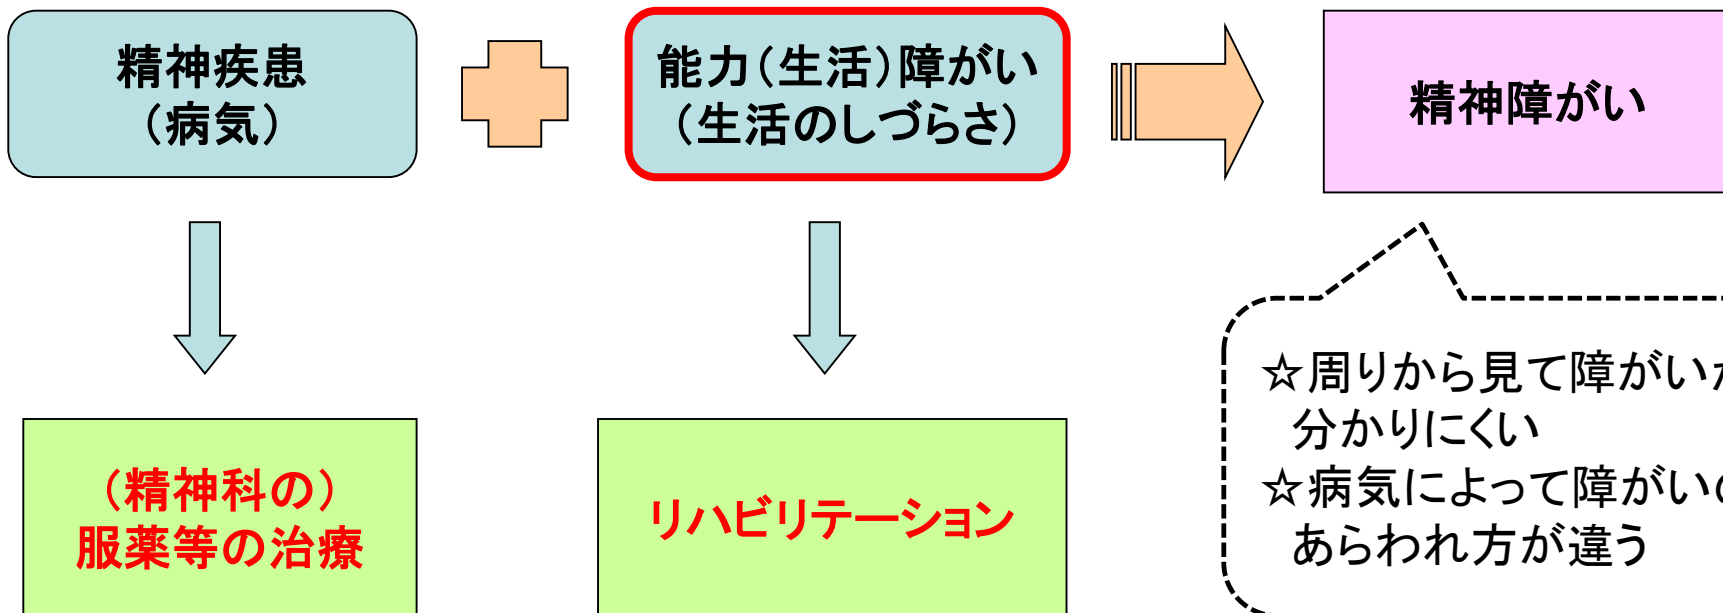 精神疾患
（病気）
能力（生活）障がい
（生活のしづらさ）
精神障がい
（精神科の）
服薬等の治療
リハビリテーション
☆周りから見て障がいが
分かりにくい
☆病気によって障がいの
あらわれ方が違う